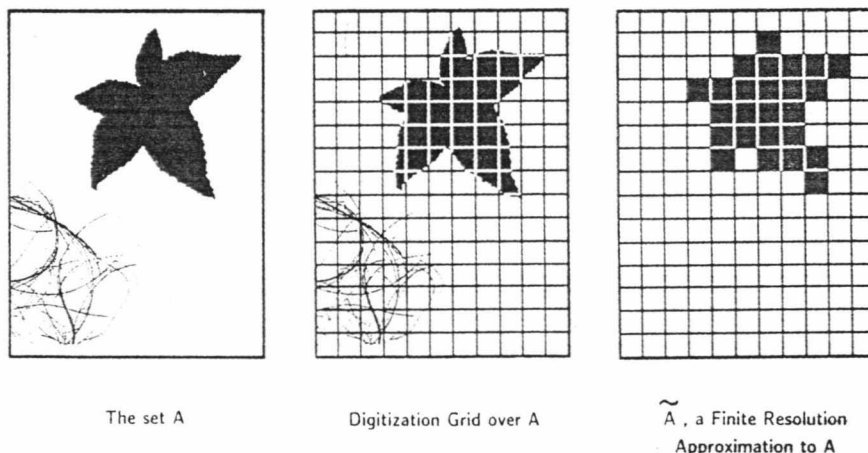 The set A
Digitization Grid over A
Ã , a Finite Resolution
Approximation to A